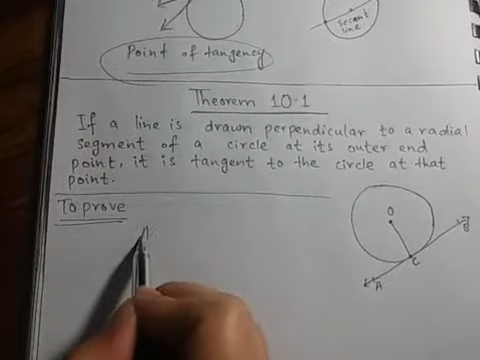 secant
line
Point of tangency
Theorem 10.1
If a line is drawn perpendicular to a radial
segment of a circle at its outer end
point, it is tangent to the circle at that
point.
To prove
O
B
C
A